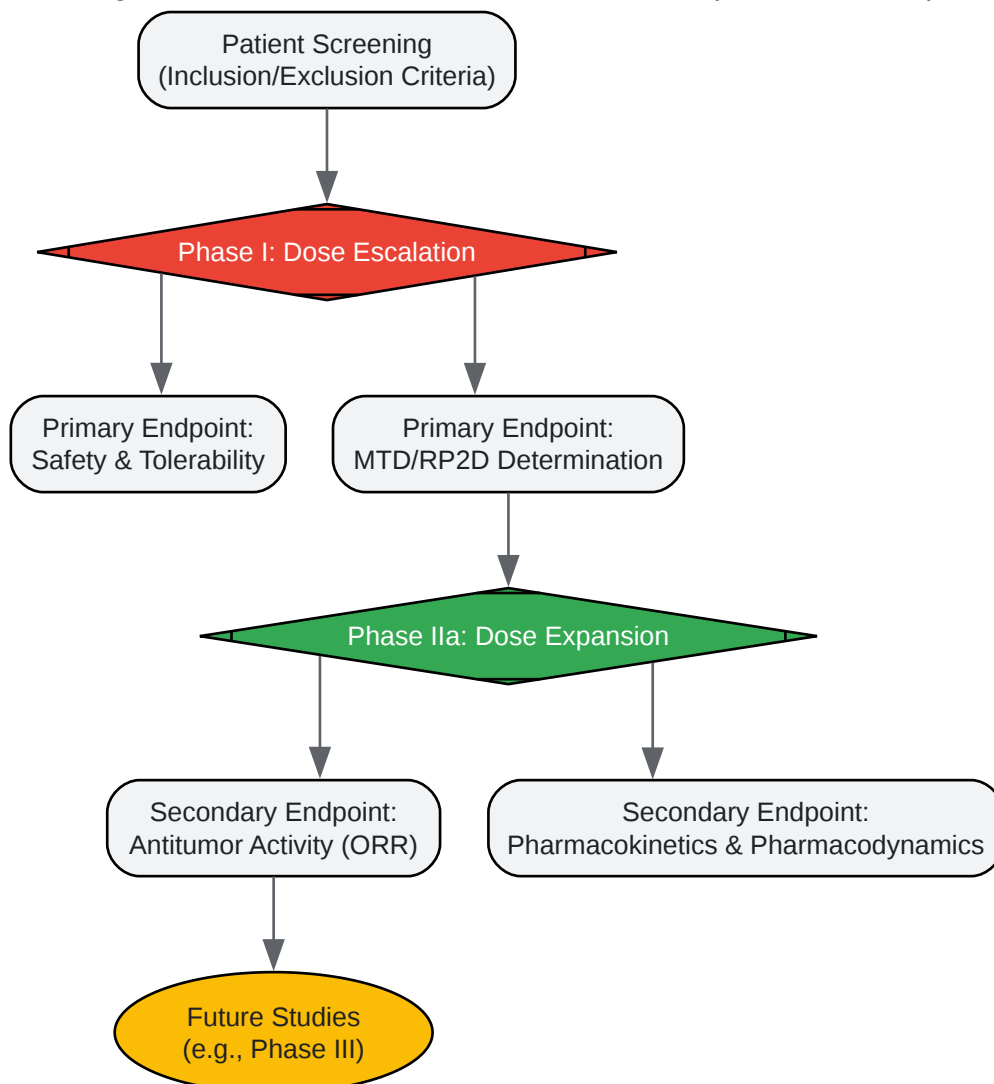 Patient Screening
(Inclusion/Exclusion Criteria)
Phase I: Dose Escalation
Primary Endpoint:
Safety & Tolerability
Primary Endpoint:
MTD/RP2D Determination
Phase IIa: Dose Expansion
Secondary Endpoint:
Antitumor Activity (ORR)
Secondary Endpoint:
Pharmacokinetics & Pharmacodynamics
Future Studies
(e.g., Phase III)